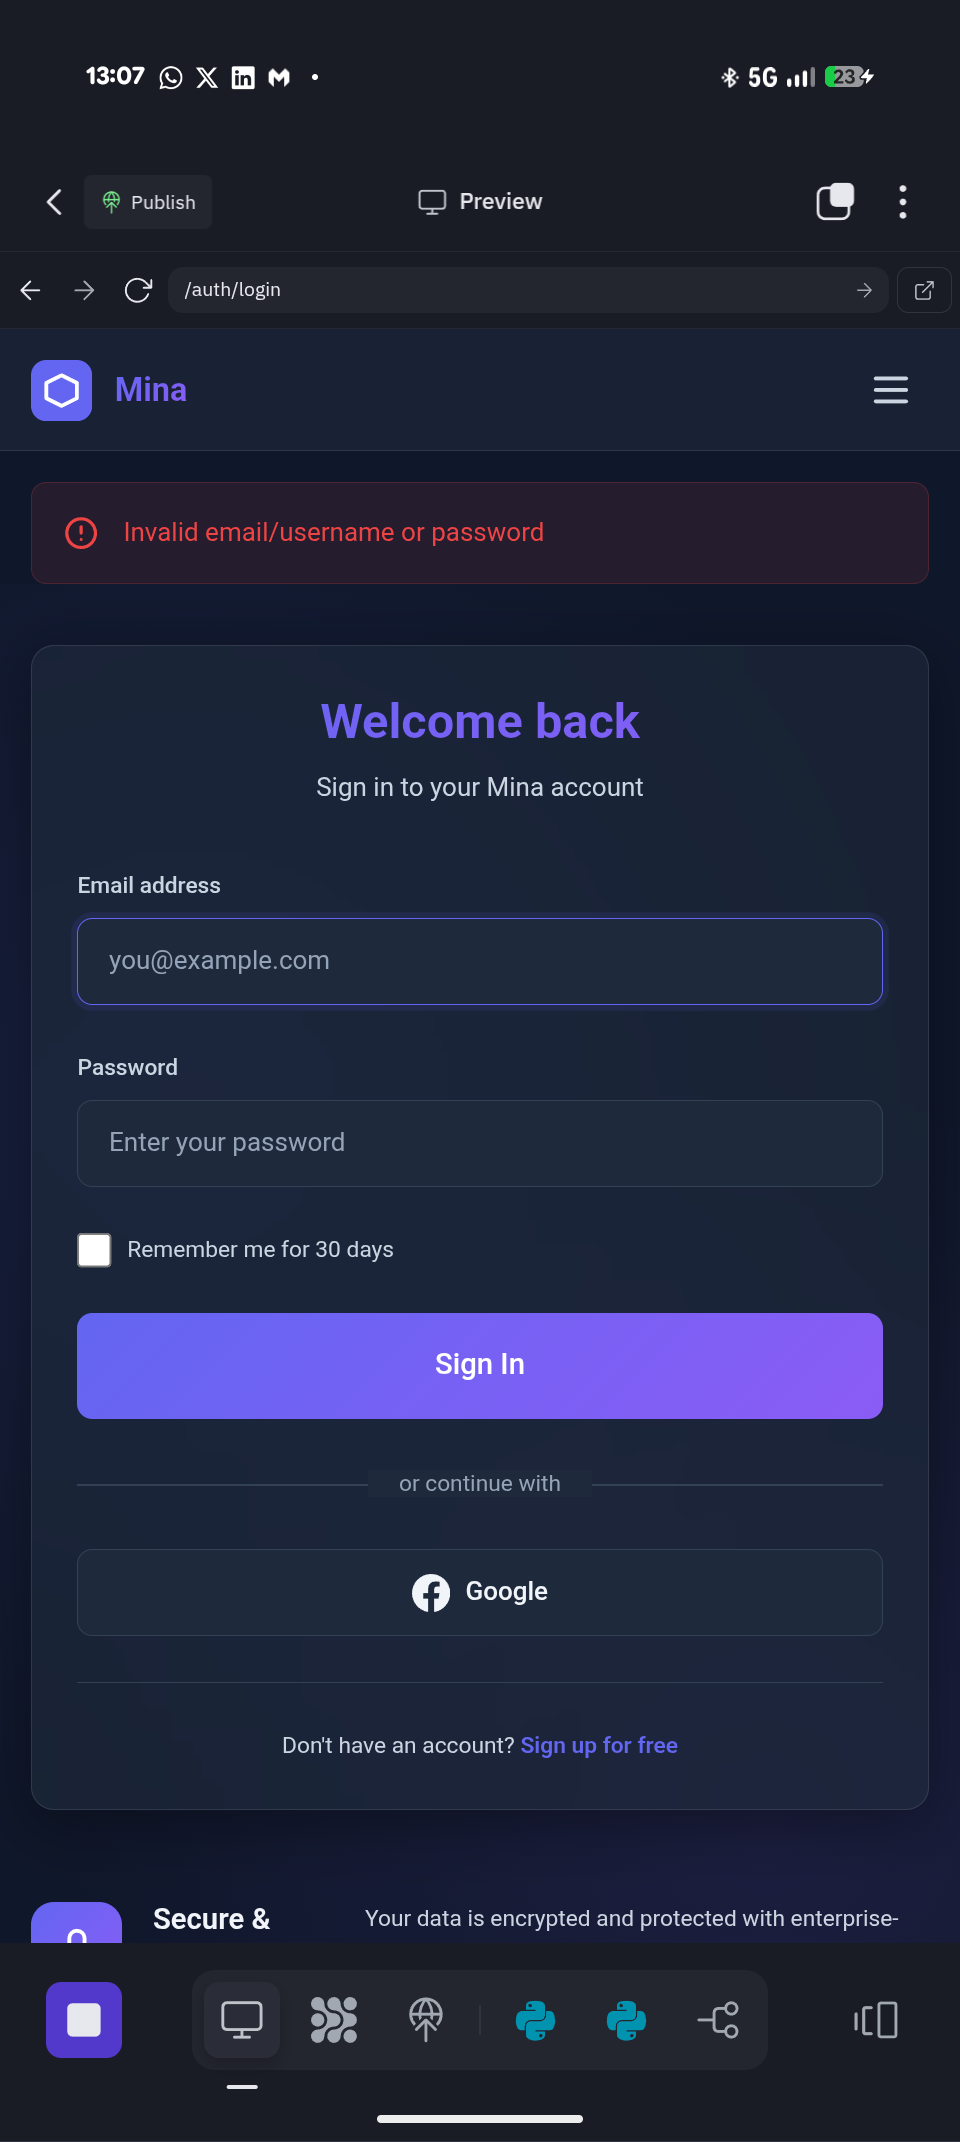 13:07
5G
23
Publish
Preview
/auth/login
Mina
Invalid email/username or password
Welcome back
Sign in to your Mina account
Email address
you@example.com
Password
Enter your password
Remember me for 30 days
Sign In
or continue with
Google
Don't have an account? Sign up for free
Secure &
Your data is encrypted and protected with enterprise-